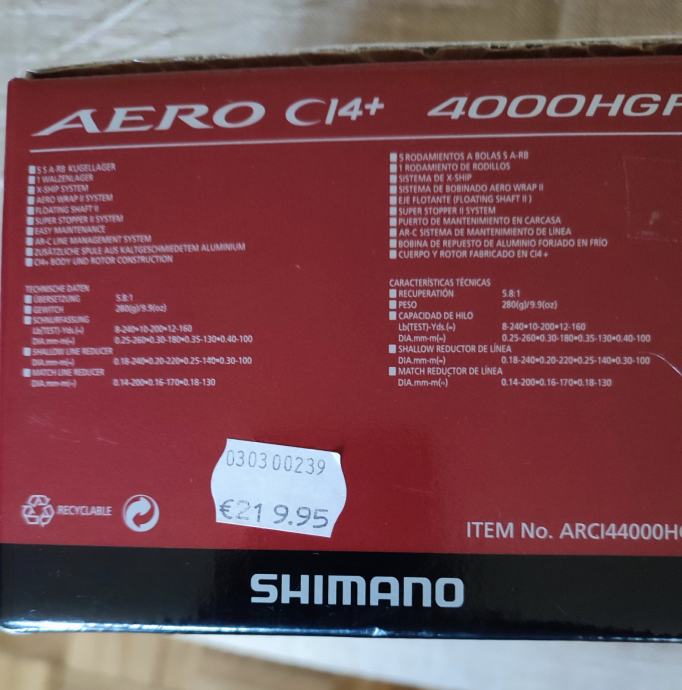 AERO CI4+ 4000HGF
S S A-RB KUGELLAGER
1 WALZENLAGER
X-SHIP SYSTEM
AERO WRAP II SYSTEM
FLOATING SHAFT II
SUPER STOPPER II SYSTEM
EASY MAINTENANCE
AR-C LINE MANAGEMENT SYSTEM
ZUSÄTZLICHE SPULE AUS KALTGESCHMIEDETEM ALUMINIUM
CI4+ BODY UND ROTOR CONSTRUCTION
TECHNISCHE DATEN
ÜBERSETZUNG 5.8:1
GEWITCH 280(g)/9.9(oz)
SCHNURFASSUNG
Lb(TEST)-Yds.(≈) 8-240•10-200•12-160
DIA.mm-m(≈) 0.25-260•0.30-180•0.35-130•0.40-100
SHALLOW LINE REDUCER
DIA.mm-m(≈) 0.18-240•0.20-220•0.25-140•0.30-100
MATCH LINE REDUCER
DIA.mm-m(≈) 0.14-200•0.16-170•0.18-130
5 RODAMIENTOS A BOLAS S A-RB
1 RODAMIENTO DE RODILLOS
SISTEMA DE X-SHIP
SISTEMA DE BOBINADO AERO WRAP II
EJE FLOTANTE (FLOATING SHAFT II )
SUPER STOPPER II SYSTEM
PUERTO DE MANTENIMIENTO EN CARCASA
AR-C SISTEMA DE MANTENIMIENTO DE LÍNEA
BOBINA DE REPUESTO DE ALUMINIO FORJADO EN FRÍO
CUERPO Y ROTOR FABRICADO EN CI4+
CARACTERÍSTICAS TÉCNICAS
RECUPERATIÓN 5.8:1
PESO 280(g)/9.9(oz)
CAPACIDAD DE HILO
Lb(TEST)-Yds.(≈) 8-240•10-200•12-160
DIA.mm-m(≈) 0.25-260•0.30-180•0.35-130•0.40-100
SHALLOW REDUCTOR DE LÍNEA
DIA.mm-m(≈) 0.18-240•0.20-220•0.25-140•0.30-100
MATCH REDUCTOR DE LÍNEA
DIA.mm-m(≈) 0.14-200•0.16-170•0.18-130
030300239
€219.95
RECYCLABLE
ITEM No. ARCI44000H
SHIMANO